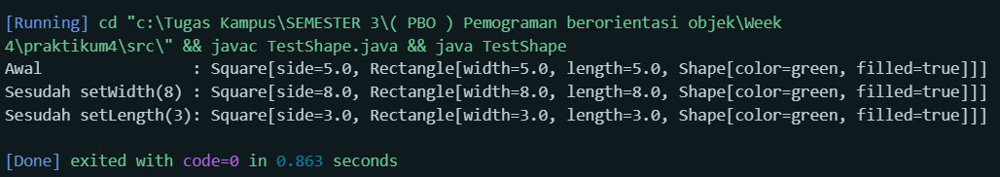 [Running] cd "c:\Tugas Kampus\SEMESTER 3\( PBO ) Pemograman berorientasi objek\Week
4\praktikum4\src\" && javac TestShape.java && java TestShape
Awal               : Square[side=5.0, Rectangle[width=5.0, length=5.0, Shape[color=green, filled=true]]]
Sesudah setWidth(8) : Square[side=8.0, Rectangle[width=8.0, length=8.0, Shape[color=green, filled=true]]]
Sesudah setLength(3): Square[side=3.0, Rectangle[width=3.0, length=3.0, Shape[color=green, filled=true]]]
[Done] exited with code=0 in 0.863 seconds